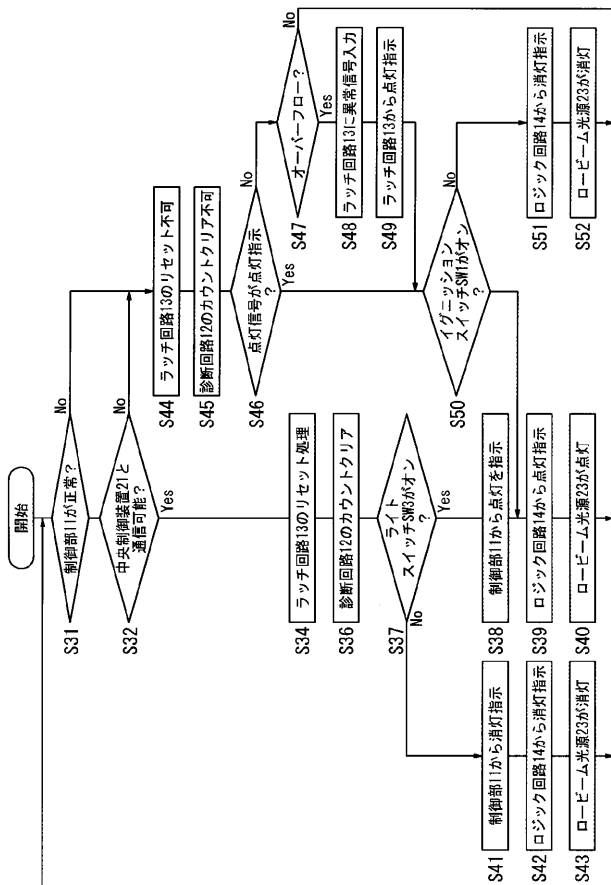 開始
S31
制御部11が正常?
No
S32
中央制御装置21と
通信可能?
No
Yes
S34
ラッチ回路13のリセット処理
S36
診断回路12のカウントクリア
S37
ライト
スイッチSW3がオン
?
No
Yes
S38
制御部11から点灯を指示
S39
ロジック回路14から点灯指示
S40
ロービーム光源23が点灯
S41
制御部11から消灯指示
S42
ロジック回路14から消灯指示
S43
ロービーム光源23が消灯
S44
ラッチ回路13のリセット不可
S45
診断回路12のカウントクリア不可
S46
点灯信号が点灯指示
?
No
Yes
S47
オーバーフロー?
No
Yes
S48
ラッチ回路13に異常信号入力
S49
ラッチ回路13から点灯指示
S50
イグニッション
スイッチSW1がオン
?
No
Yes
S51
ロジック回路14から消灯指示
S52
ロービーム光源23が消灯